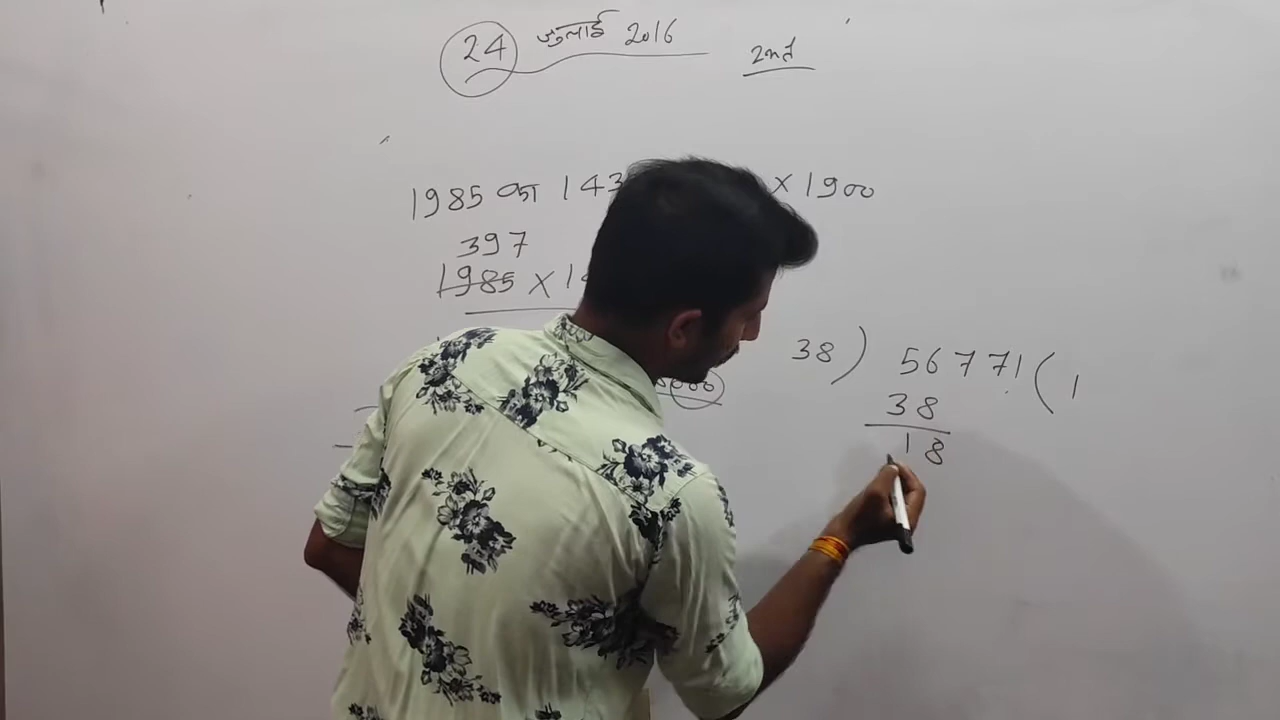 24 जुलाई 2016 2nd
1985 का 143 × 1900
397
1985 × 1
38 ) 56771 ( 1
38
18